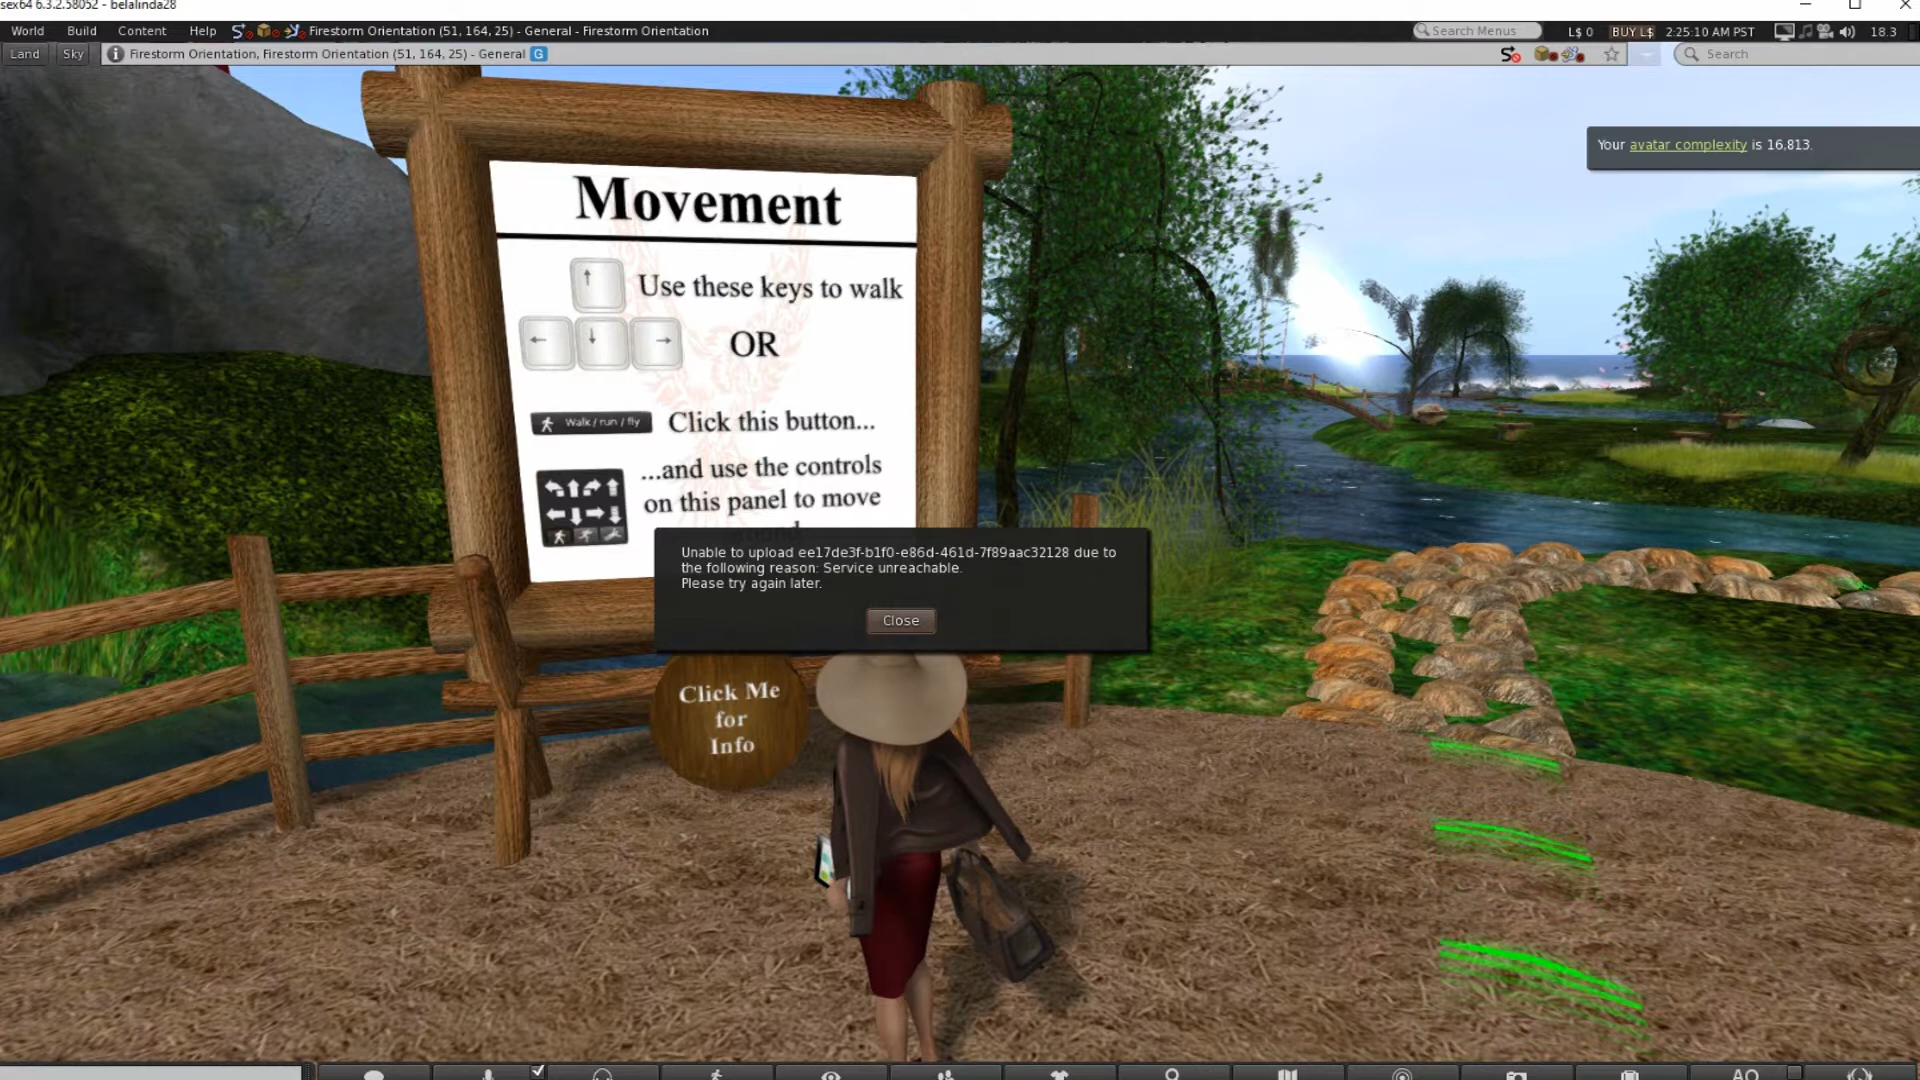 sex64 6.3.2.58052 - belalinda28
World Build Content Help Firestorm Orientation (51, 164, 25) - General - Firestorm Orientation Search Menus L$ 0 BUY L$ 2:25:10 AM PST 18.3
Land Sky Firestorm Orientation, Firestorm Orientation (51, 164, 25) - General G Search
Your avatar complexity is 16,813.
Movement
Use these keys to walk
OR
Walk / run / fly Click this button...
...and use the controls
on this panel to move
Unable to upload ee17de3f-b1f0-e86d-461d-7f89aac32128 due to
the following reason: Service unreachable.
Please try again later.
Close
Click Me
for
Info
AO